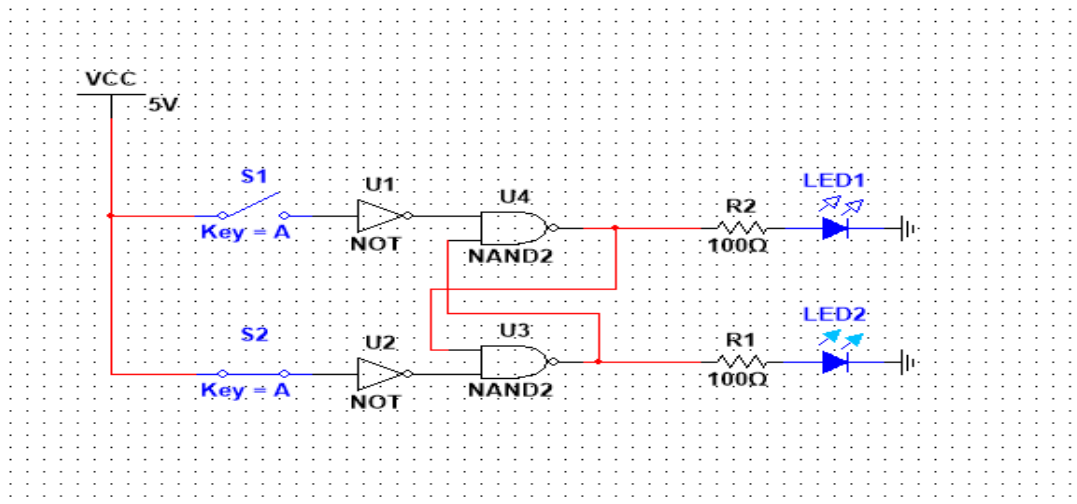 VCC
5V
S1
Key = A
U1
NOT
U4
NAND2
R2
100Ω
LED1
S2
Key = A
U2
NOT
U3
NAND2
R1
100Ω
LED2